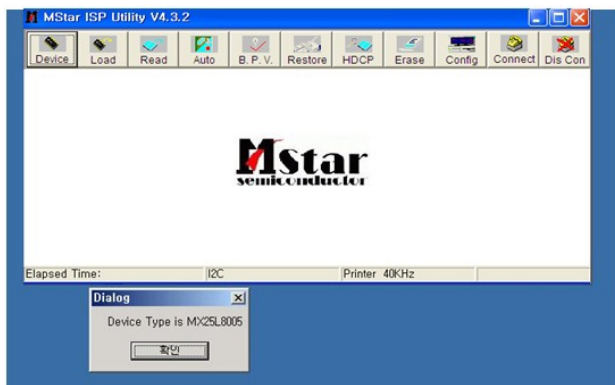 MStar ISP Utility V4.3.2
Device Load Read Auto B. P. V. Restore HDCP Erase Config Connect Dis Con
Mstar
semiconductor
Elapsed Time: I2C Printer 40KHz
Dialog
Device Type is MX25L8005
확인